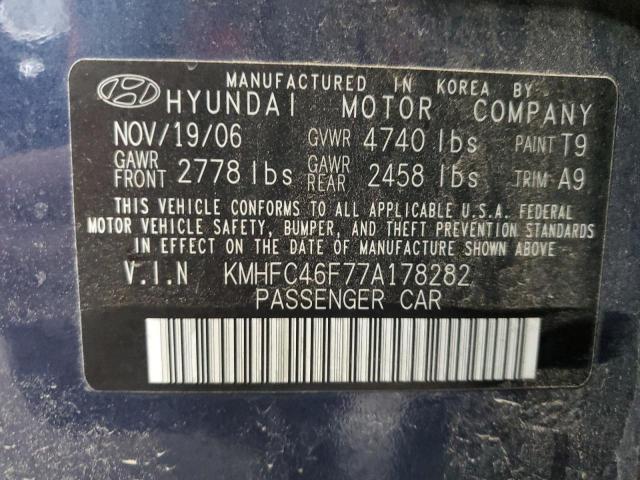 MANUFACTURED IN KOREA BY
HYUNDAI MOTOR COMPANY
NOV/19/06 GVWR 4740 lbs PAINT T9
GAWR FRONT 2778 lbs GAWR REAR 2458 lbs TRIM A9
THIS VEHICLE CONFORMS TO ALL APPLICABLE U.S.A. FEDERAL
MOTOR VEHICLE SAFETY, BUMPER, AND THEFT PREVENTION STANDARDS
SHOWN ABOVE.
IN EFFECT ON THE DATE OF MANUFACTURE
V.I.N KMHFC46F77A178282
PASSENGER CAR